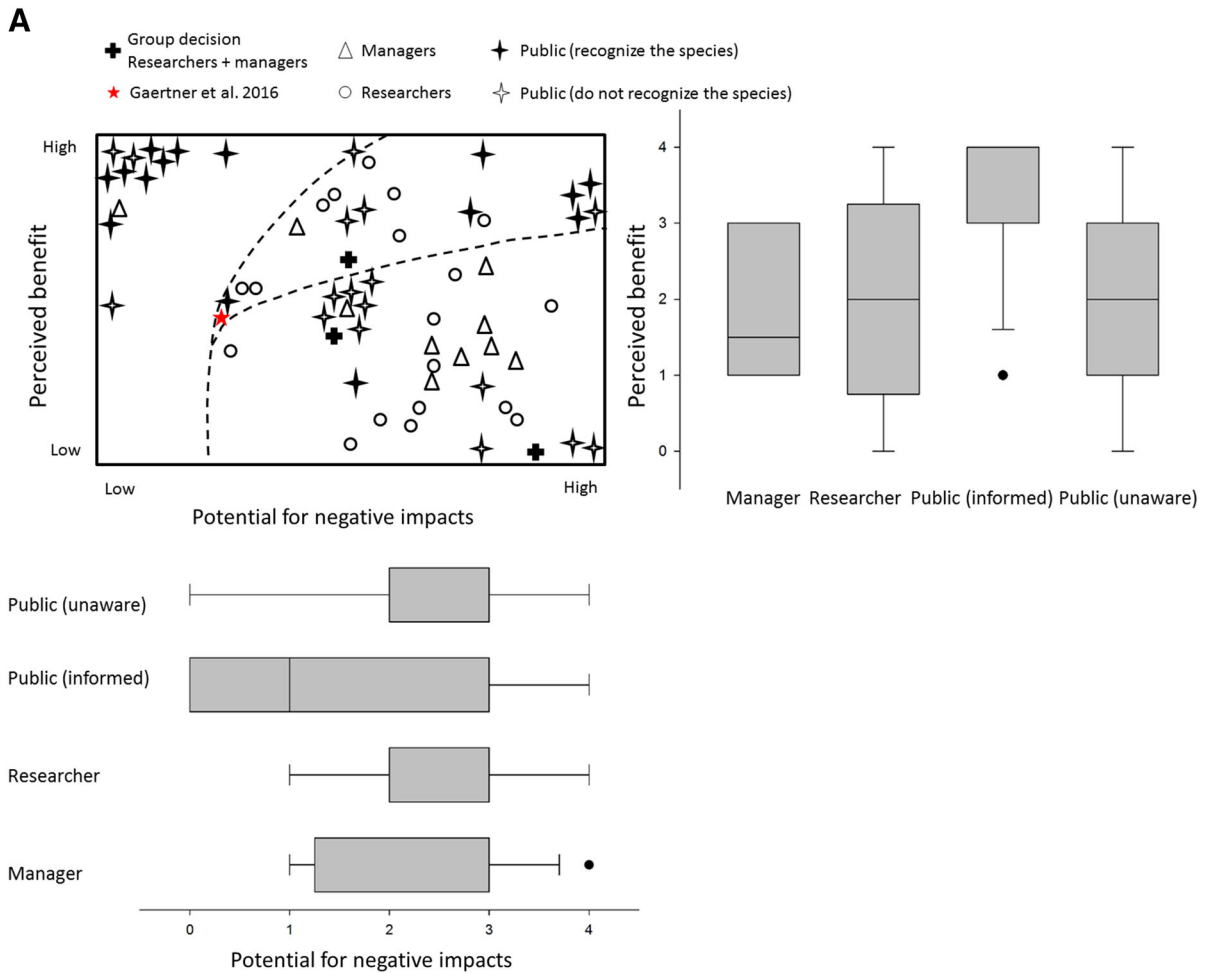 A
Group decision
Researchers + managers
Managers
Public (recognize the species)
Gaertner et al. 2016
Researchers
Public (do not recognize the species)
High
Perceived benefit
Low
Low
High
Potential for negative impacts
Perceived benefit
4
3
2
1
0
Manager Researcher Public (informed) Public (unaware)
Public (unaware)
Public (informed)
Researcher
Manager
0 1 2 3 4
Potential for negative impacts